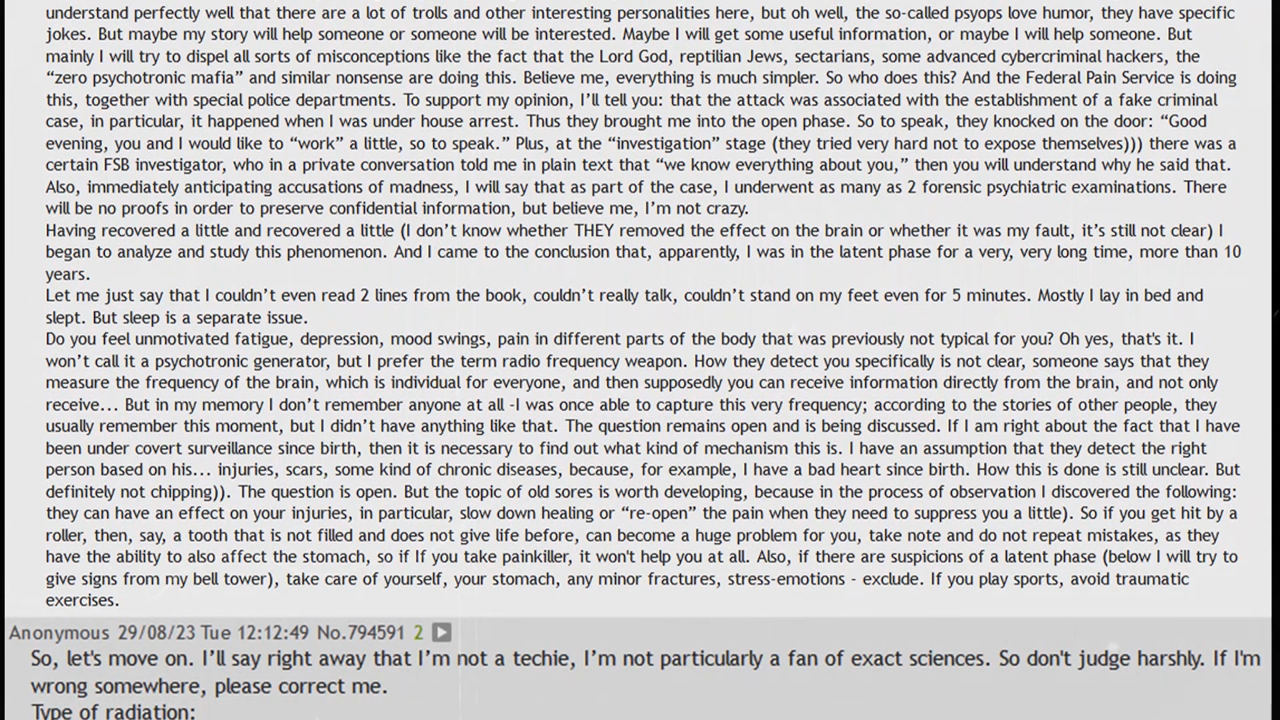 understand perfectly well that there are a lot of trolls and other interesting personalities here, but oh well, the so-called psyops love humor, they have specific
jokes. But maybe my story will help someone or someone will be interested. Maybe I will get some useful information, or maybe I will help someone. But
mainly I will try to dispel all sorts of misconceptions like the fact that the Lord God, reptilian Jews, sectarians, some advanced cybercriminal hackers, the
“zero psychotronic mafia” and similar nonsense are doing this. Believe me, everything is much simpler. So who does this? And the Federal Pain Service is doing
this, together with special police departments. To support my opinion, I’ll tell you: that the attack was associated with the establishment of a fake criminal
case, in particular, it happened when I was under house arrest. Thus they brought me into the open phase. So to speak, they knocked on the door: “Good
evening, you and I would like to “work” a little, so to speak.” Plus, at the “investigation” stage (they tried very hard not to expose themselves))) there was a
certain FSB investigator, who in a private conversation told me in plain text that “we know everything about you,” then you will understand why he said that.
Also, immediately anticipating accusations of madness, I will say that as part of the case, I underwent as many as 2 forensic psychiatric examinations. There
will be no proofs in order to preserve confidential information, but believe me, I’m not crazy.
Having recovered a little and recovered a little (I don’t know whether THEY removed the effect on the brain or whether it was my fault, it’s still not clear) I
began to analyze and study this phenomenon. And I came to the conclusion that, apparently, I was in the latent phase for a very, very long time, more than 10
years.
Let me just say that I couldn’t even read 2 lines from the book, couldn’t really talk, couldn’t stand on my feet even for 5 minutes. Mostly I lay in bed and
slept. But sleep is a separate issue.
Do you feel unmotivated fatigue, depression, mood swings, pain in different parts of the body that was previously not typical for you? Oh yes, that's it. I
won’t call it a psychotronic generator, but I prefer the term radio frequency weapon. How they detect you specifically is not clear, someone says that they
measure the frequency of the brain, which is individual for everyone, and then supposedly you can receive information directly from the brain, and not only
receive... But in my memory I don’t remember anyone at all -I was once able to capture this very frequency; according to the stories of other people, they
usually remember this moment, but I didn’t have anything like that. The question remains open and is being discussed. If I am right about the fact that I have
been under covert surveillance since birth, then it is necessary to find out what kind of mechanism this is. I have an assumption that they detect the right
person based on his... injuries, scars, some kind of chronic diseases, because, for example, I have a bad heart since birth. How this is done is still unclear. But
definitely not chipping)). The question is open. But the topic of old sores is worth developing, because in the process of observation I discovered the following:
they can have an effect on your injuries, in particular, slow down healing or “re-open” the pain when they need to suppress you a little). So if you get hit by a
roller, then, say, a tooth that is not filled and does not give life before, can become a huge problem for you, take note and do not repeat mistakes, as they
have the ability to also affect the stomach, so if If you take painkiller, it won't help you at all. Also, if there are suspicions of a latent phase (below I will try to
give signs from my bell tower), take care of yourself, your stomach, any minor fractures, stress-emotions - exclude. If you play sports, avoid traumatic
exercises.
Anonymous 29/08/23 Tue 12:12:49 No.794591 2
So, let's move on. I’ll say right away that I’m not a techie, I’m not particularly a fan of exact sciences. So don't judge harshly. If I'm
wrong somewhere, please correct me.
Type of radiation: